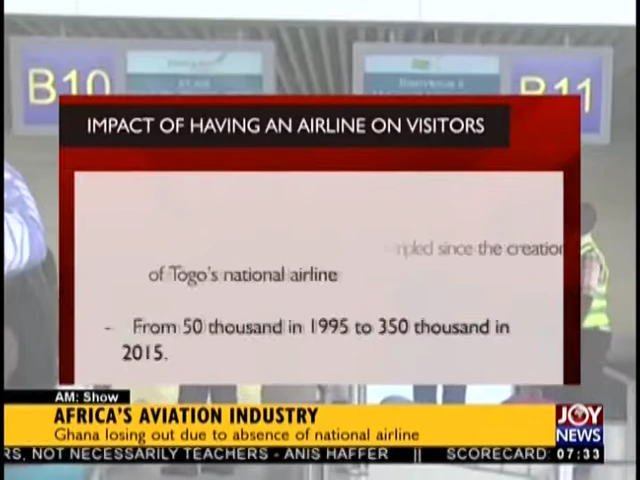 B10
B11
IMPACT OF HAVING AN AIRLINE ON VISITORS
since the creation
of Togo's national airline
- From 50 thousand in 1995 to 350 thousand in
2015.
AM: Show
AFRICA'S AVIATION INDUSTRY
Ghana losing out due to absence of national airline
JOY
NEWS
RS, NOT NECESSARILY TEACHERS - ANIS HAFFER || SCORECARD 07:33